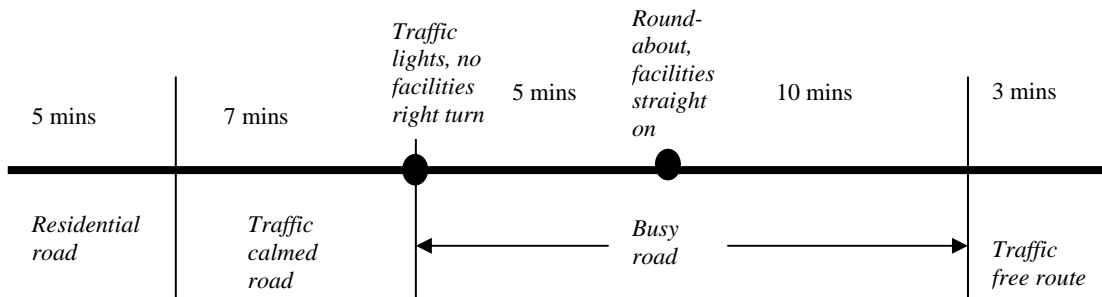 5 mins
7 mins
Traffic
lights, no
facilities
right turn
5 mins
Round-
about,
facilities
straight
on
10 mins
3 mins
Residential
road
Traffic
calmed
road
Busy
road
Traffic
free route